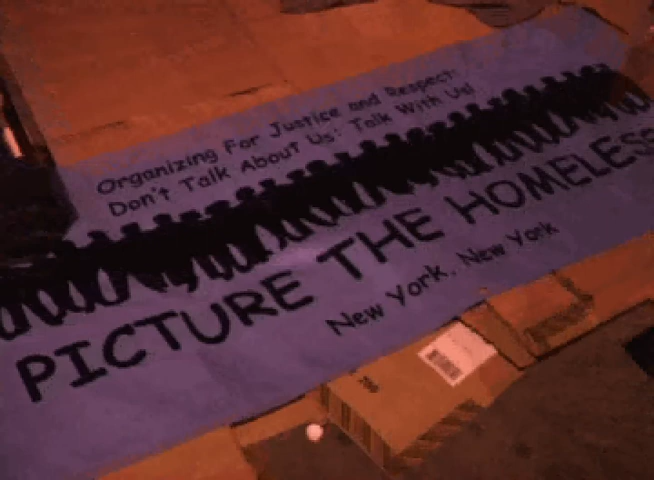 Organizing For Justice and Respect:
Don't Talk About Us: Talk With Us!
PICTURE THE HOMELESS
New York, New York